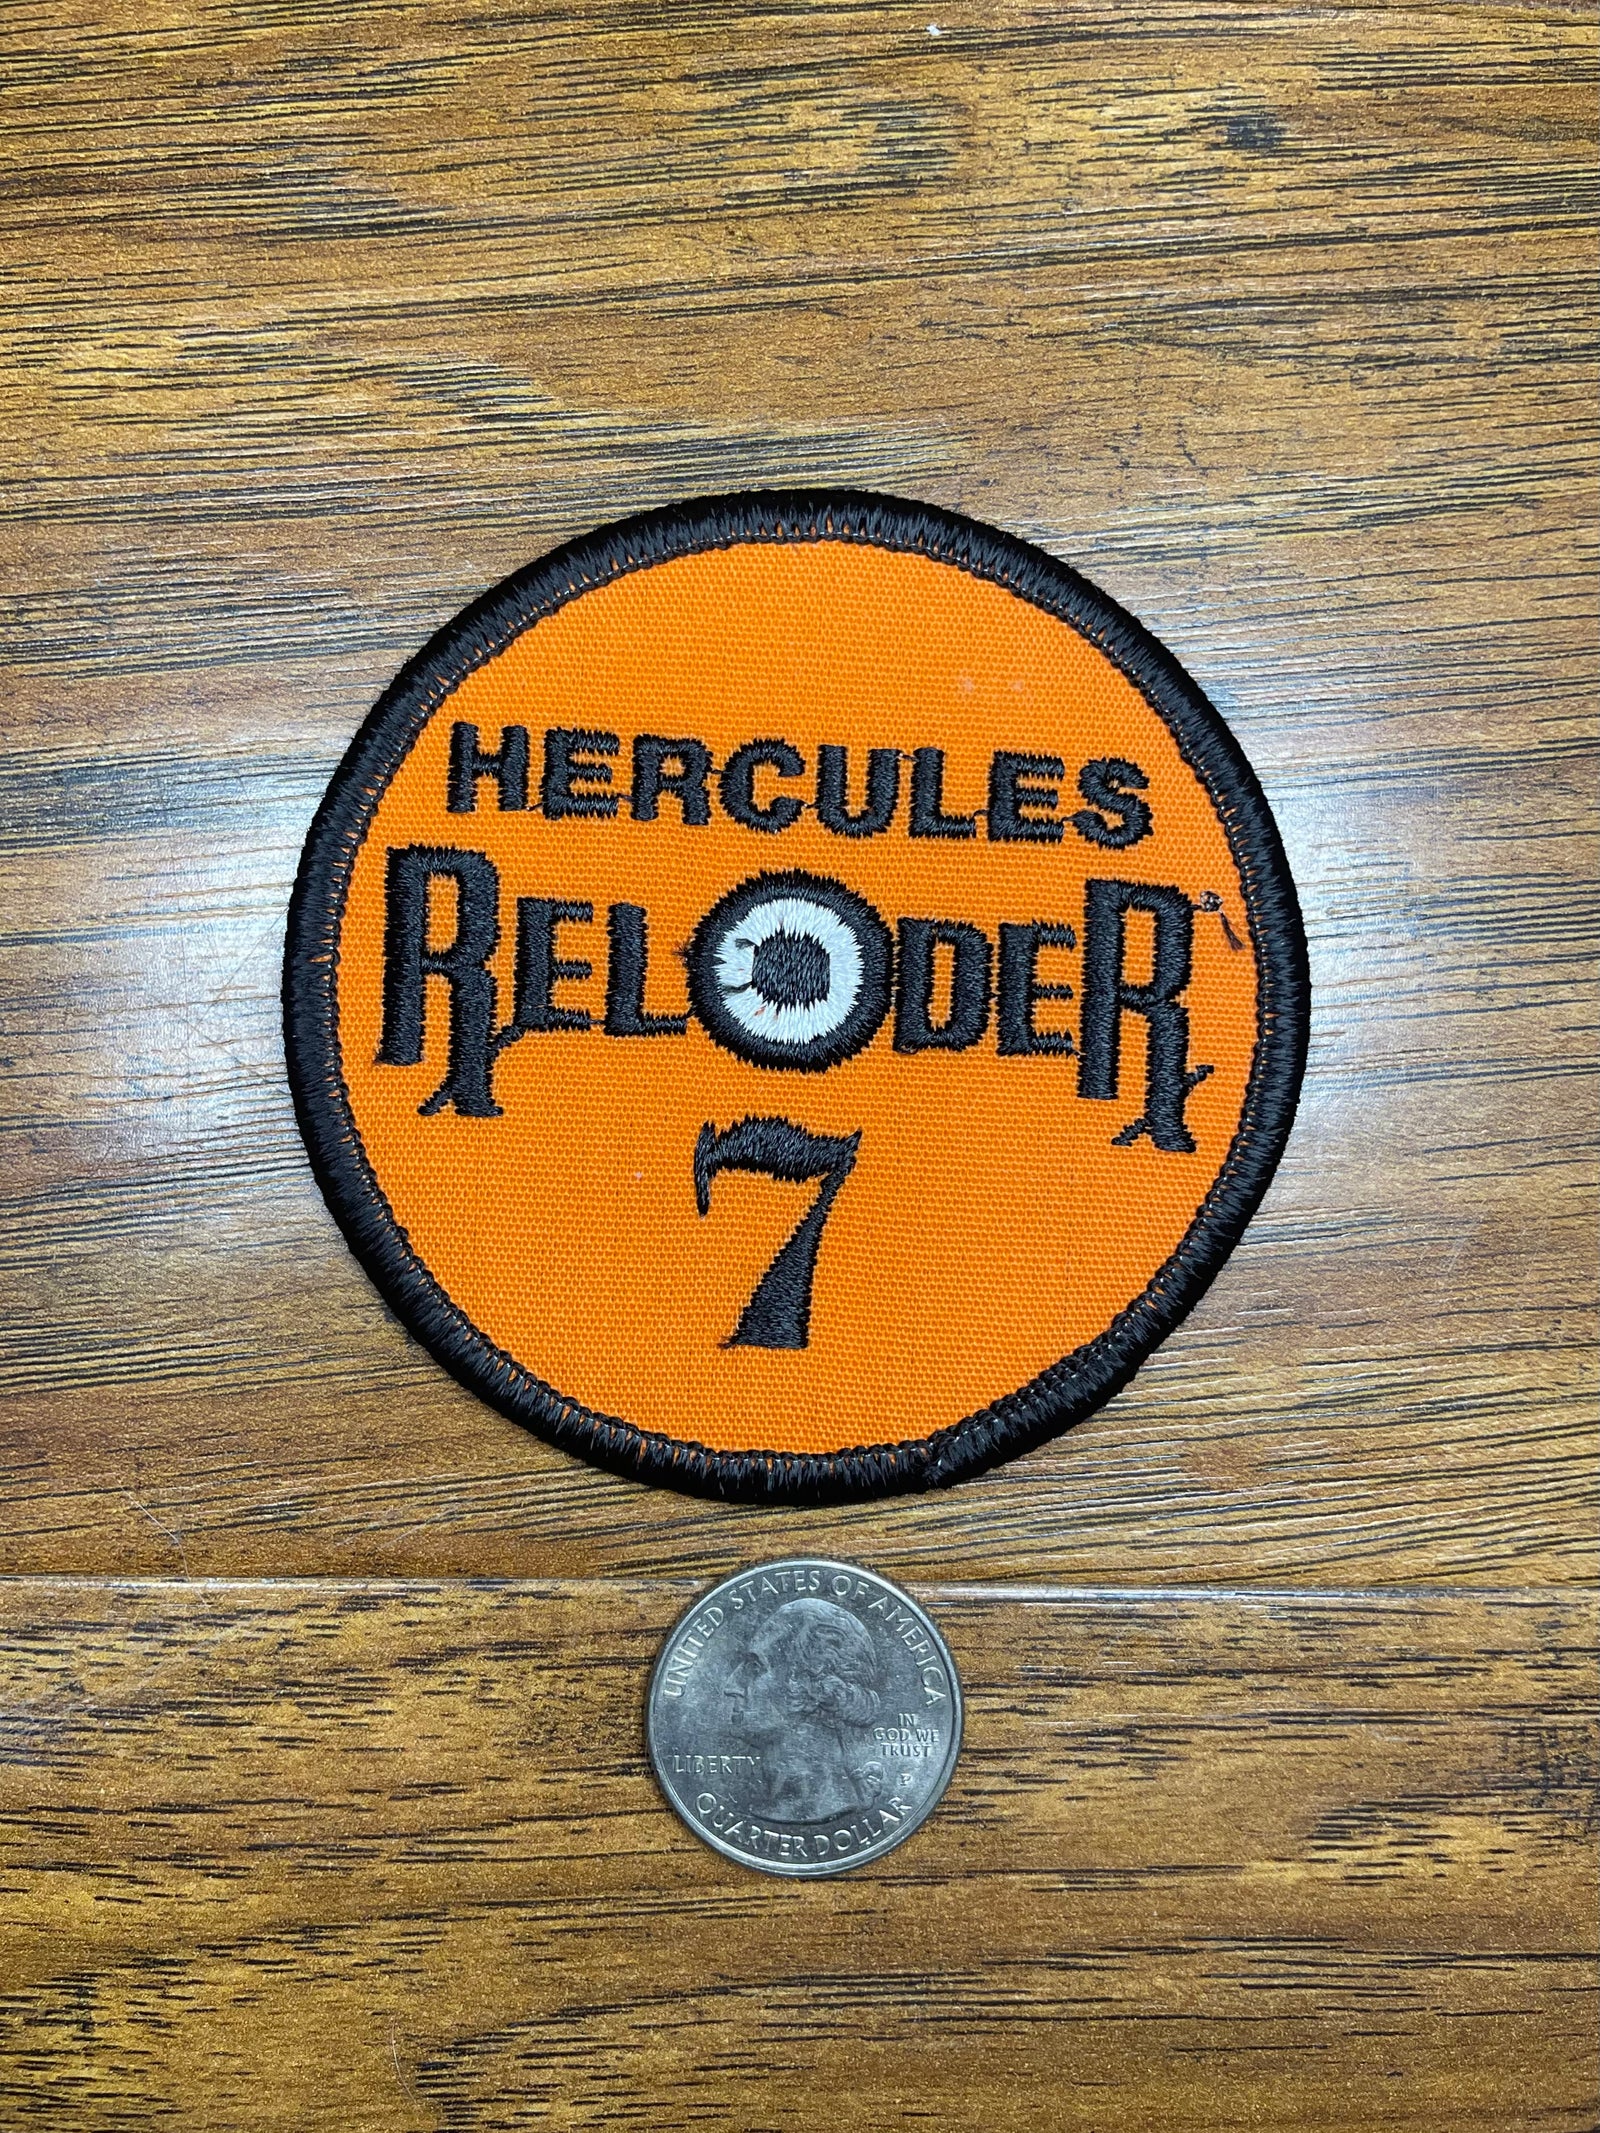 HERCULES
RELODER
7
UNITED STATES OF AMERICA
IN
GOD WE
TRUST
LIBERTY
P
QUARTER DOLLAR